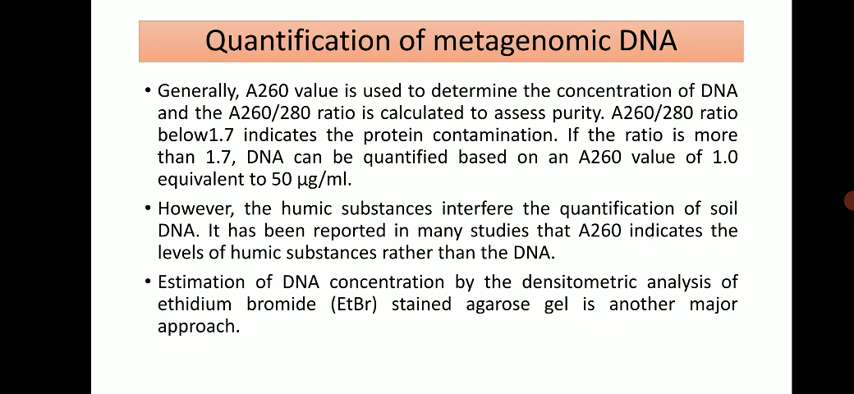 Quantification of metagenomic DNA
• Generally, A260 value is used to determine the concentration of DNA
and the A260/280 ratio is calculated to assess purity. A260/280 ratio
below1.7 indicates the protein contamination. If the ratio is more
than 1.7, DNA can be quantified based on an A260 value of 1.0
equivalent to 50 µg/ml.
• However, the humic substances interfere the quantification of soil
DNA. It has been reported in many studies that A260 indicates the
levels of humic substances rather than the DNA.
• Estimation of DNA concentration by the densitometric analysis of
ethidium bromide (EtBr) stained agarose gel is another major
approach.